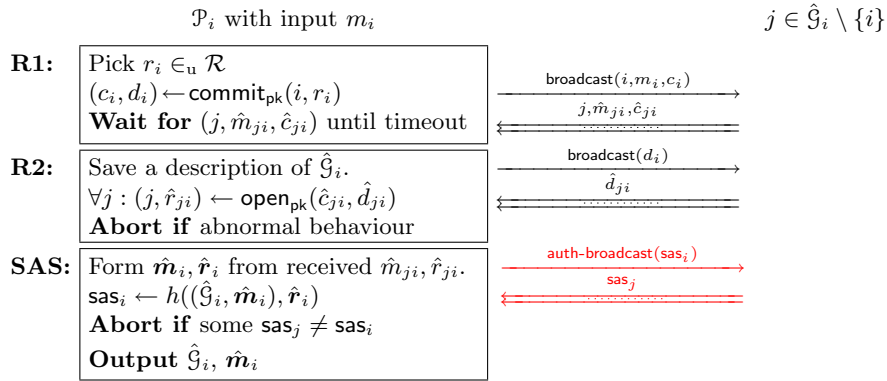 𝒫ᵢ with input mᵢ
j ∈ 𝒢̂ᵢ \ {i}
R1: Pick rᵢ ∈ᵤ ℛ
(cᵢ, dᵢ) ← commit_pk(i, rᵢ)
broadcast(i, mᵢ, cᵢ)
Wait for (j, m̂ⱼᵢ, ĉⱼᵢ) until timeout
j, m̂ⱼᵢ, ĉⱼᵢ
R2: Save a description of 𝒢̂ᵢ.
broadcast(dᵢ)
∀j : (j, r̂ⱼᵢ) ← open_pk(ĉⱼᵢ, d̂ⱼᵢ)
d̂ⱼᵢ
Abort if abnormal behaviour
SAS: Form 𝒎̂ᵢ, 𝒓̂ᵢ from received m̂ⱼᵢ, r̂ⱼᵢ.
auth-broadcast(sasᵢ)
sasᵢ ← h((𝒢̂ᵢ, 𝒎̂ᵢ), 𝒓̂ᵢ)
sasⱼ
Abort if some sasⱼ ≠ sasᵢ
Output 𝒢̂ᵢ, 𝒎̂ᵢ